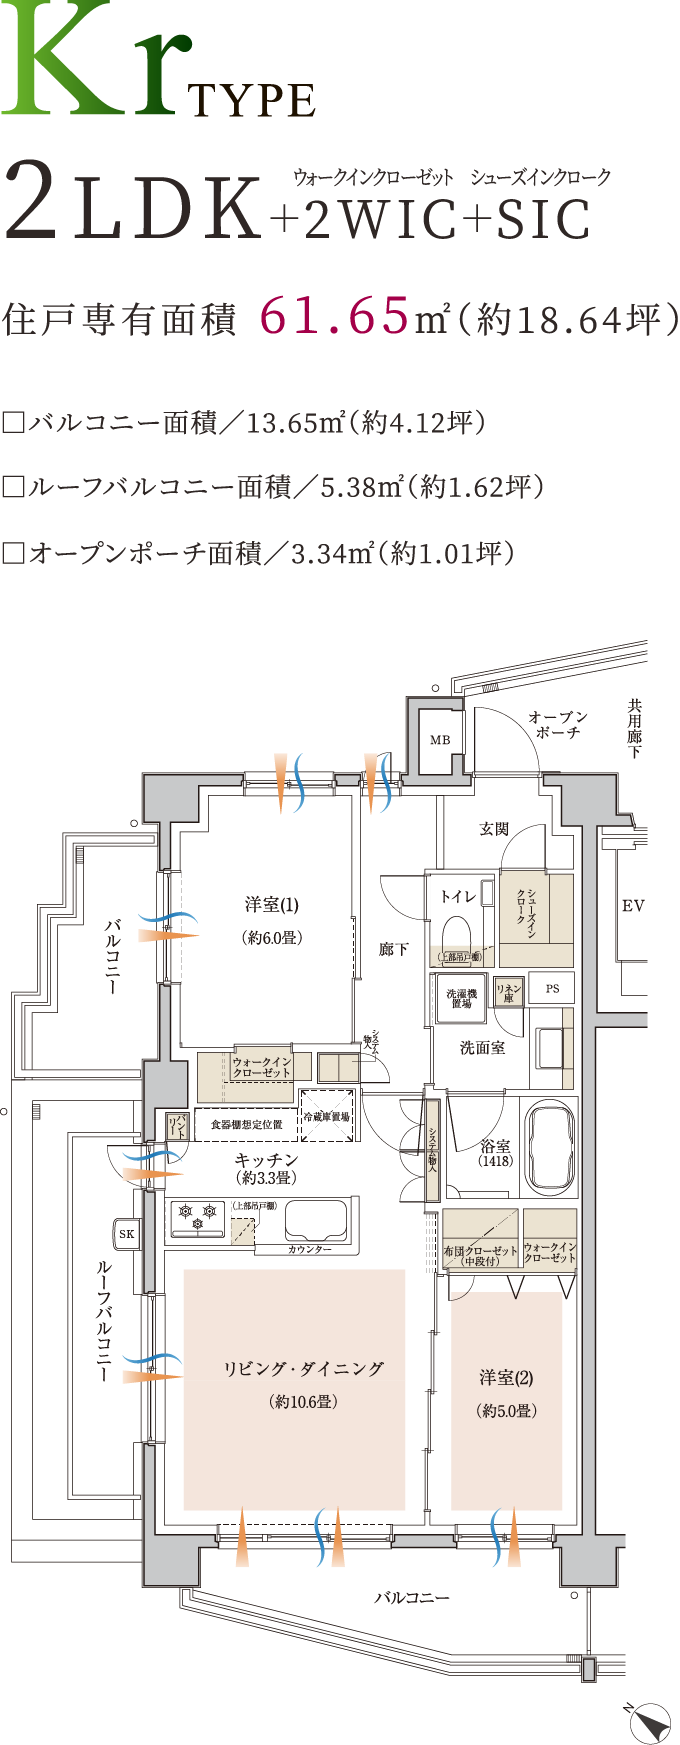 Kr TYPE
ウォークインクローゼット シューズインクローク
2LDK+2WIC+SIC
住戸専有面積 61.65㎡(約18.64坪)
□バルコニー面積／13.65㎡(約4.12坪)
□ルーフバルコニー面積／5.38㎡(約1.62坪)
□オープンポーチ面積／3.34㎡(約1.01坪)
共用廊下
オープン
ポーチ
MB
玄関
洋室(1)
(約6.0畳)
トイレ
シューズイン
クローク
EV
バルコニー
廊下
(上部吊戸棚)
洗濯機
置場
リネン
庫
PS
洗面室
システム
物入
ウォークイン
クローゼット
パント
リー
食器棚想定位置
冷蔵庫置場
キッチン
(約3.3畳)
システム物入
浴室
(1418)
(上部吊戸棚)
カウンター
SK
布団クローゼット
(中段付)
ウォークイン
クローゼット
ルーフバルコニー
リビング・ダイニング
(約10.6畳)
洋室(2)
(約5.0畳)
バルコニー
N